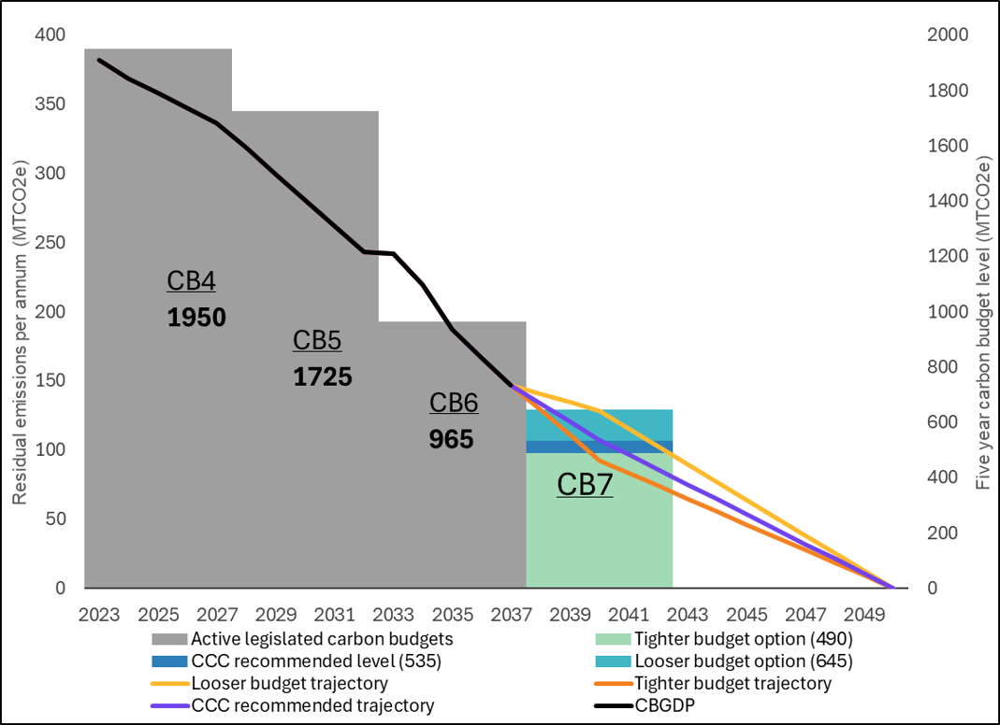 400
350
300
250
200
150
100
50
0
Residual emissions per annum (MTCO2e)
2000
1800
1600
1400
1200
1000
800
600
400
200
0
Five year carbon budget level (MTCO2e)
CB4
1950
CB5
1725
CB6
965
CB7
2023 2025 2027 2029 2031 2033 2035 2037 2039 2041 2043 2045 2047 2049
Active legislated carbon budgets
Tighter budget option (490)
CCC recommended level (535)
Looser budget option (645)
Looser budget trajectory
Tighter budget trajectory
CCC recommended trajectory
CBGDP